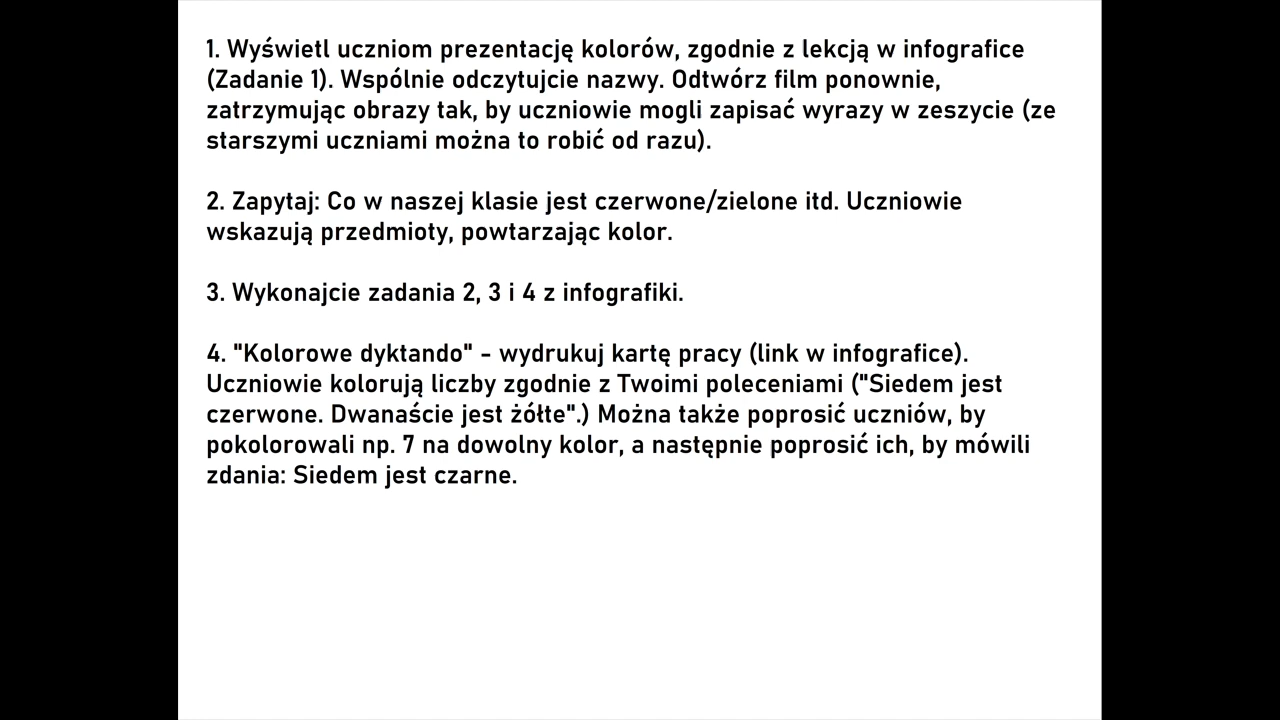 1. Wyświetl uczniom prezentację kolorów, zgodnie z lekcją w infografice
(Zadanie 1). Wspólnie odczytujcie nazwy. Odtwórz film ponownie,
zatrzymując obrazy tak, by uczniowie mogli zapisać wyrazy w zeszycie (ze
starszymi uczniami można to robić od razu).
2. Zapytaj: Co w naszej klasie jest czerwone/zielone itd. Uczniowie
wskazują przedmioty, powtarzając kolor.
3. Wykonajcie zadania 2, 3 i 4 z infografiki.
4. "Kolorowe dyktando" - wydrukuj kartę pracy (link w infografice).
Uczniowie kolorują liczby zgodnie z Twoimi poleceniami ("Siedem jest
czerwone. Dwanaście jest żółte".) Można także poprosić uczniów, by
pokolorowali np. 7 na dowolny kolor, a następnie poprosić ich, by mówili
zdania: Siedem jest czarne.